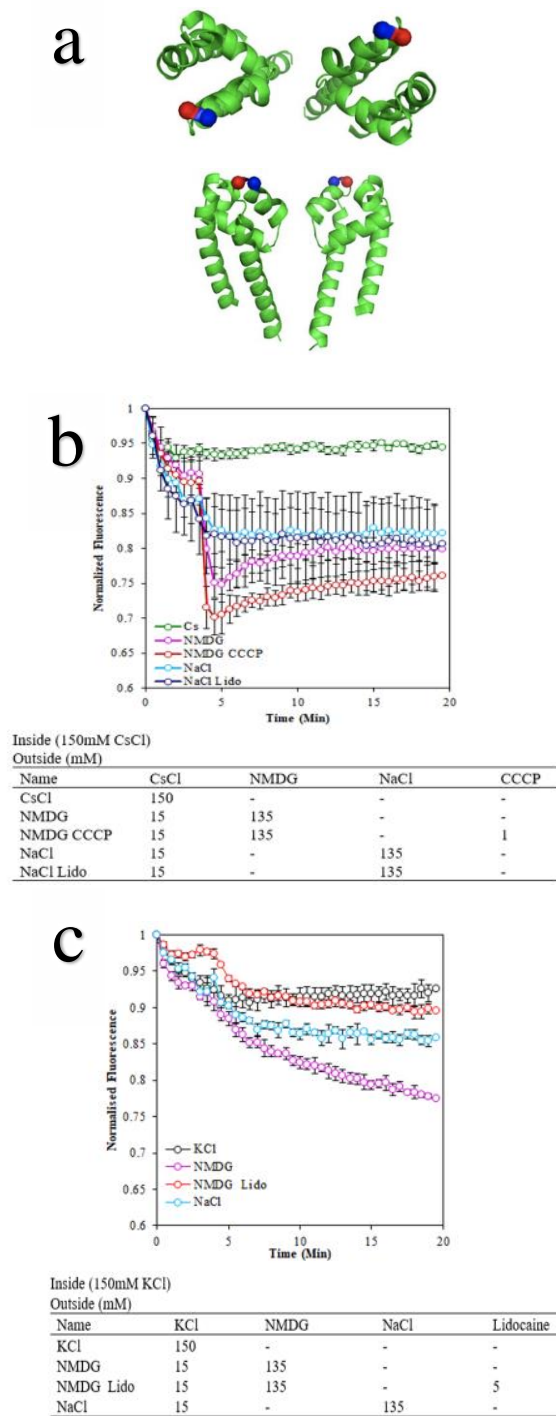 a
b
Normalized Fluorescence
1
0.95
0.9
0.85
0.8
0.75
0.7
0.65
0.6
Cs
NMDG
NMDG CCCP
NaCl
NaCl Lido
0 5 10 15 20
Time (Min)
Inside (150mM CsCl)
Outside (mM)
Name CsCl NMDG NaCl CCCP
CsCl 150 - - -
NMDG 15 135 - -
NMDG CCCP 15 135 - 1
NaCl 15 - 135 -
NaCl Lido 15 - 135 -
c
Normalised Fluorescence
1
0.95
0.9
0.85
0.8
0.75
0.7
0.65
0.6
KCl
NMDG
NMDG Lido
NaCl
0 5 10 15 20
Time (Min)
Inside (150mM KCl)
Outside (mM)
Name KCl NMDG NaCl Lidocaine
KCl 150 - - -
NMDG 15 135 - -
NMDG Lido 15 135 - 5
NaCl 15 - 135 -